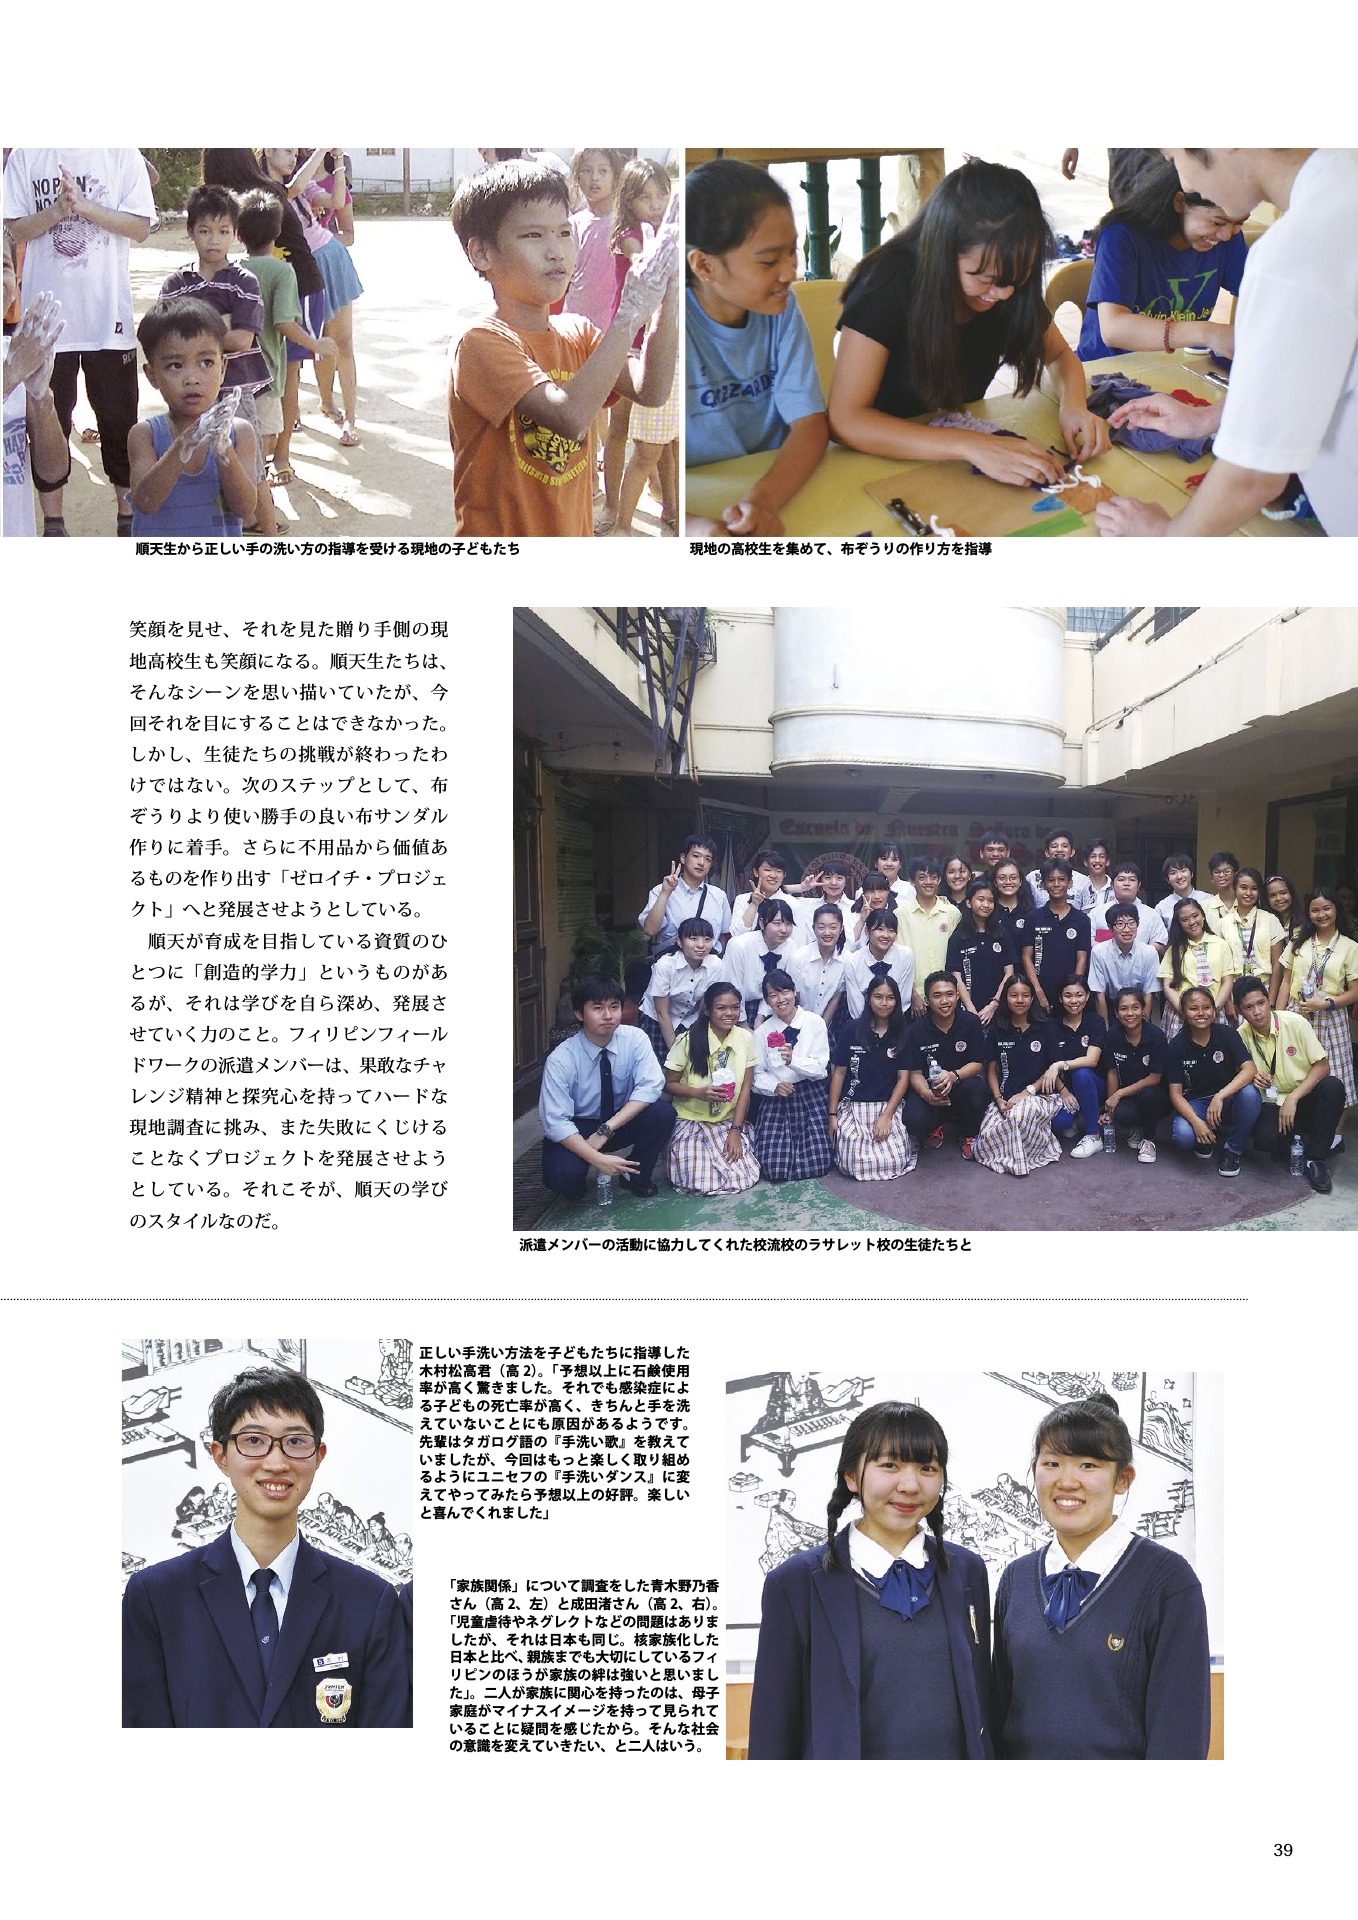 NO PAIN,
QUIZZARD
Calvin Klein Jeans
順天生から正しい手の洗い方の指導を受ける現地の子どもたち
現地の高校生を集めて、布ぞうりの作り方を指導
笑顔を見せ、それを見た贈り手側の現
地高校生も笑顔になる。順天生たちは、
そんなシーンを思い描いていたが、今
回それを目にすることはできなかった。
しかし、生徒たちの挑戦が終わったわ
けではない。次のステップとして、布
ぞうりより使い勝手の良い布サンダル
作りに着手。さらに不用品から価値あ
るものを作り出す「ゼロイチ・プロジェ
クト」へと発展させようとしている。
順天が育成を目指している資質のひ
とつに「創造的学力」というものがあ
るが、それは学びを自ら深め、発展さ
せていく力のこと。フィリピンフィール
ドワークの派遣メンバーは、果敢なチャ
レンジ精神と探究心を持ってハードな
現地調査に挑み、また失敗にくじける
ことなくプロジェクトを発展させよう
としている。それこそが、順天の学び
のスタイルなのだ。
Escuela de Nuestra Señora de
派遣メンバーの活動に協力してくれた校流校のラサレット校の生徒たちと
正しい手洗い方法を子どもたちに指導した
木村松高君（高2）。「予想以上に石鹸使用
率が高く驚きました。それでも感染症によ
る子どもの死亡率が高く、きちんと手を洗
えていないことにも原因があるようです。
先輩はタガログ語の『手洗い歌』を教えて
いましたが、今回はもっと楽しく取り組め
るようにユニセフの『手洗いダンス』に変
えてやってみたら予想以上の好評。楽しい
と喜んでくれました」
「家族関係」について調査をした青木野乃香
さん（高2、左）と成田渚さん（高2、右）。
「児童虐待やネグレクトなどの問題はありま
したが、それは日本も同じ。核家族化した
日本と比べ、親族までも大切にしているフィ
リピンのほうが家族の絆は強いと思いまし
た」。二人が家族に関心を持ったのは、母子
家庭がマイナスイメージを持って見られて
いることに疑問を感じたから。そんな社会
の意識を変えていきたい、と二人はいう。
39